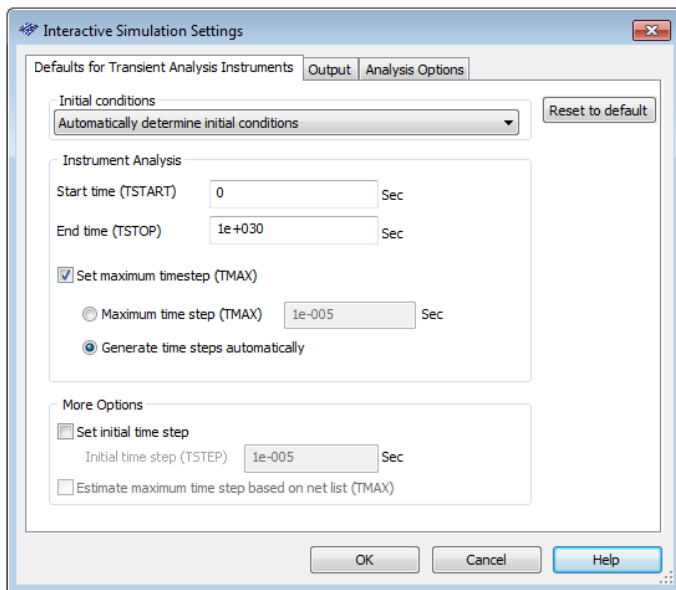 Interactive Simulation Settings
Defaults for Transient Analysis Instruments Output Analysis Options
Initial conditions
Automatically determine initial conditions
Reset to default
Instrument Analysis
Start time (TSTART) 0 Sec
End time (TSTOP) 1e+030 Sec
Set maximum timestep (TMAX)
Maximum time step (TMAX) 1e-005 Sec
Generate time steps automatically
More Options
Set initial time step
Initial time step (TSTEP) 1e-005 Sec
Estimate maximum time step based on net list (TMAX)
OK Cancel Help